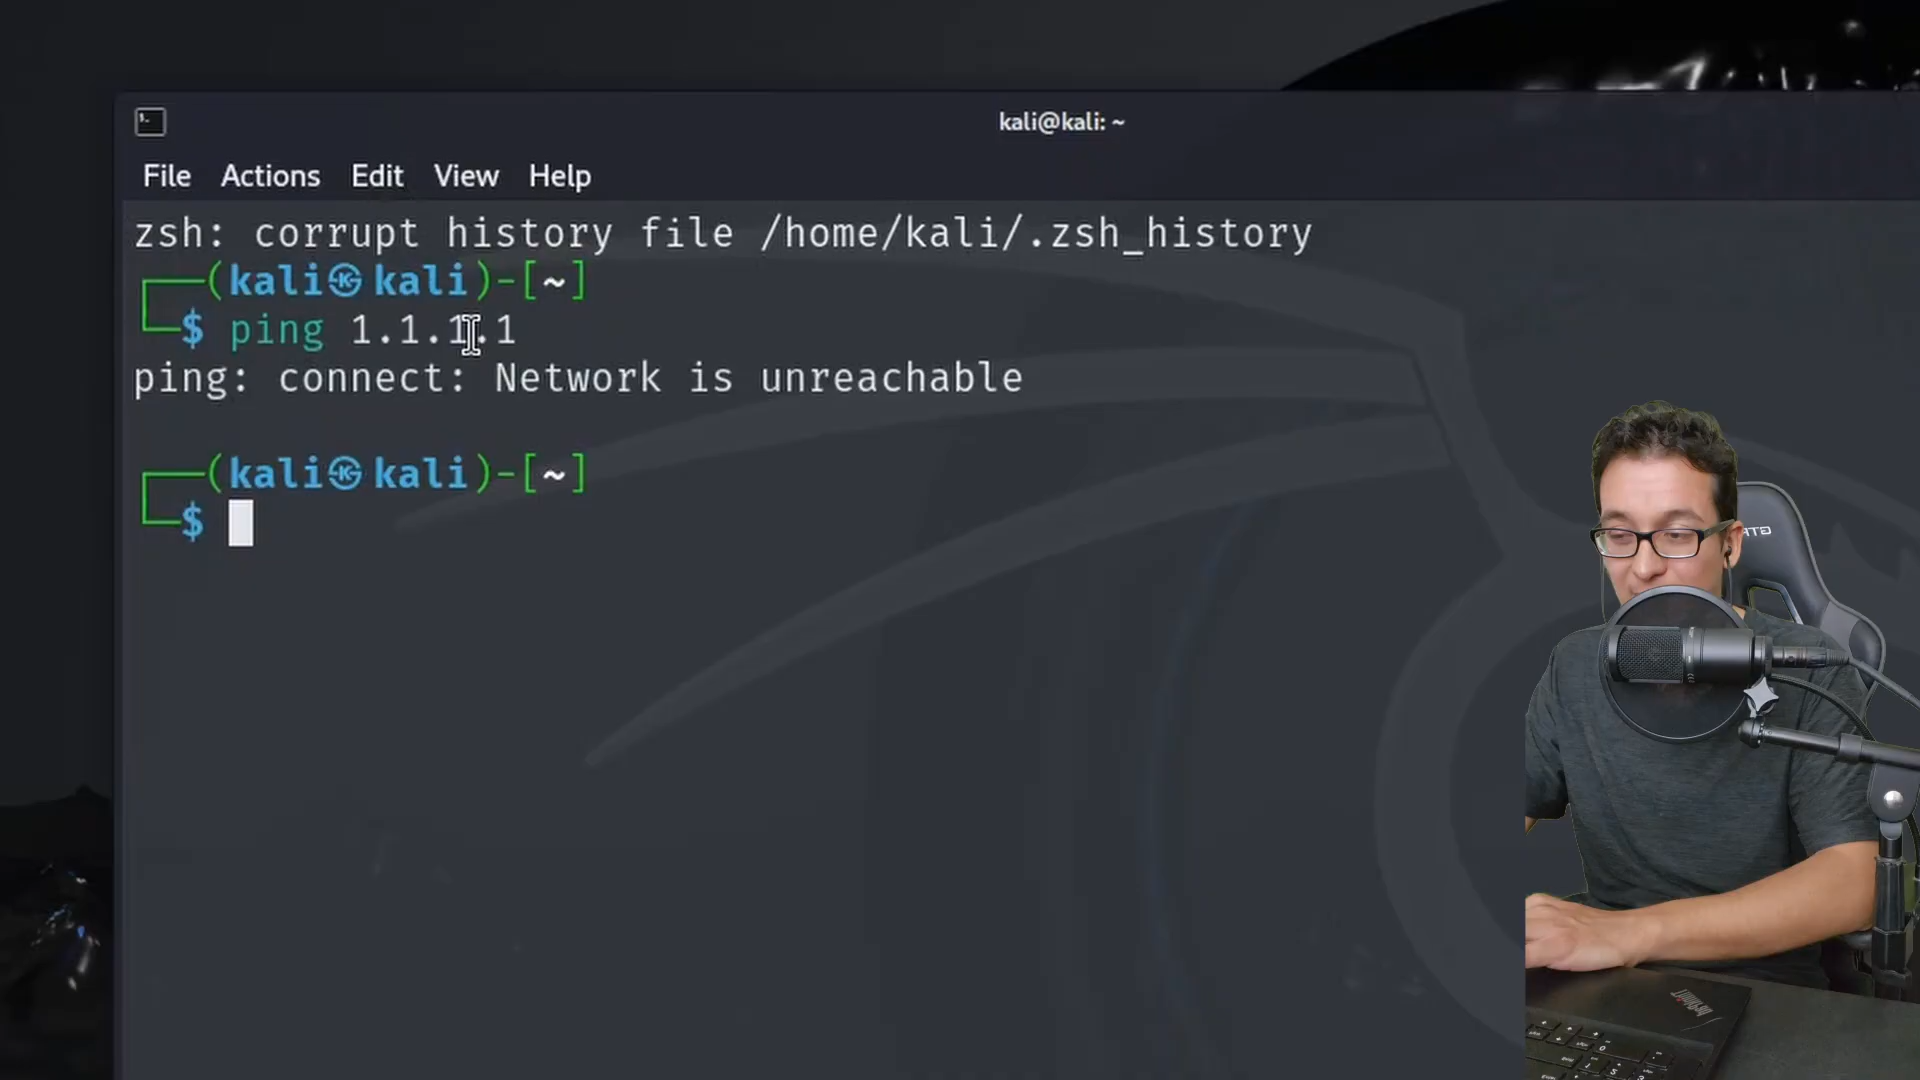 kali@kali: ~
File Actions Edit View Help
zsh: corrupt history file /home/kali/.zsh_history
(kali㉿kali)-[~]
$ ping 1.1.1.1
ping: connect: Network is unreachable
(kali㉿kali)-[~]
$
ThinkPad